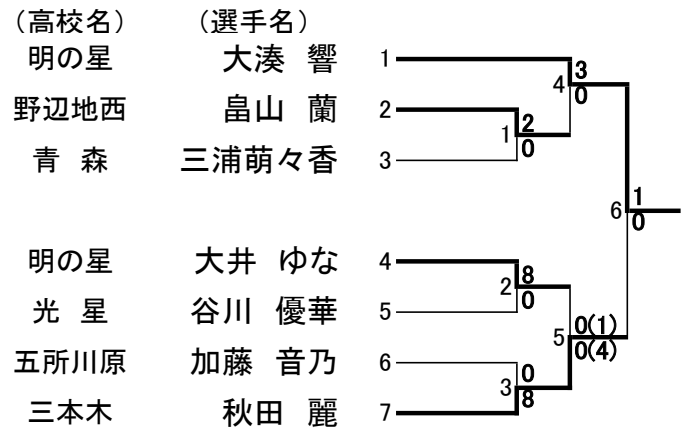 （高校名）　（選手名）
明の星　大湊　響　1
野辺地西　畠山　蘭　2
青　森　三浦萌々香　3
明の星　大井　ゆな　4
光　星　谷川　優華　5
五所川原　加藤　音乃　6
三本木　秋田　麗　7
1　2
0
2　8
0
3　0
8
4　3
0
5　0(1)
0(4)
6　1
0